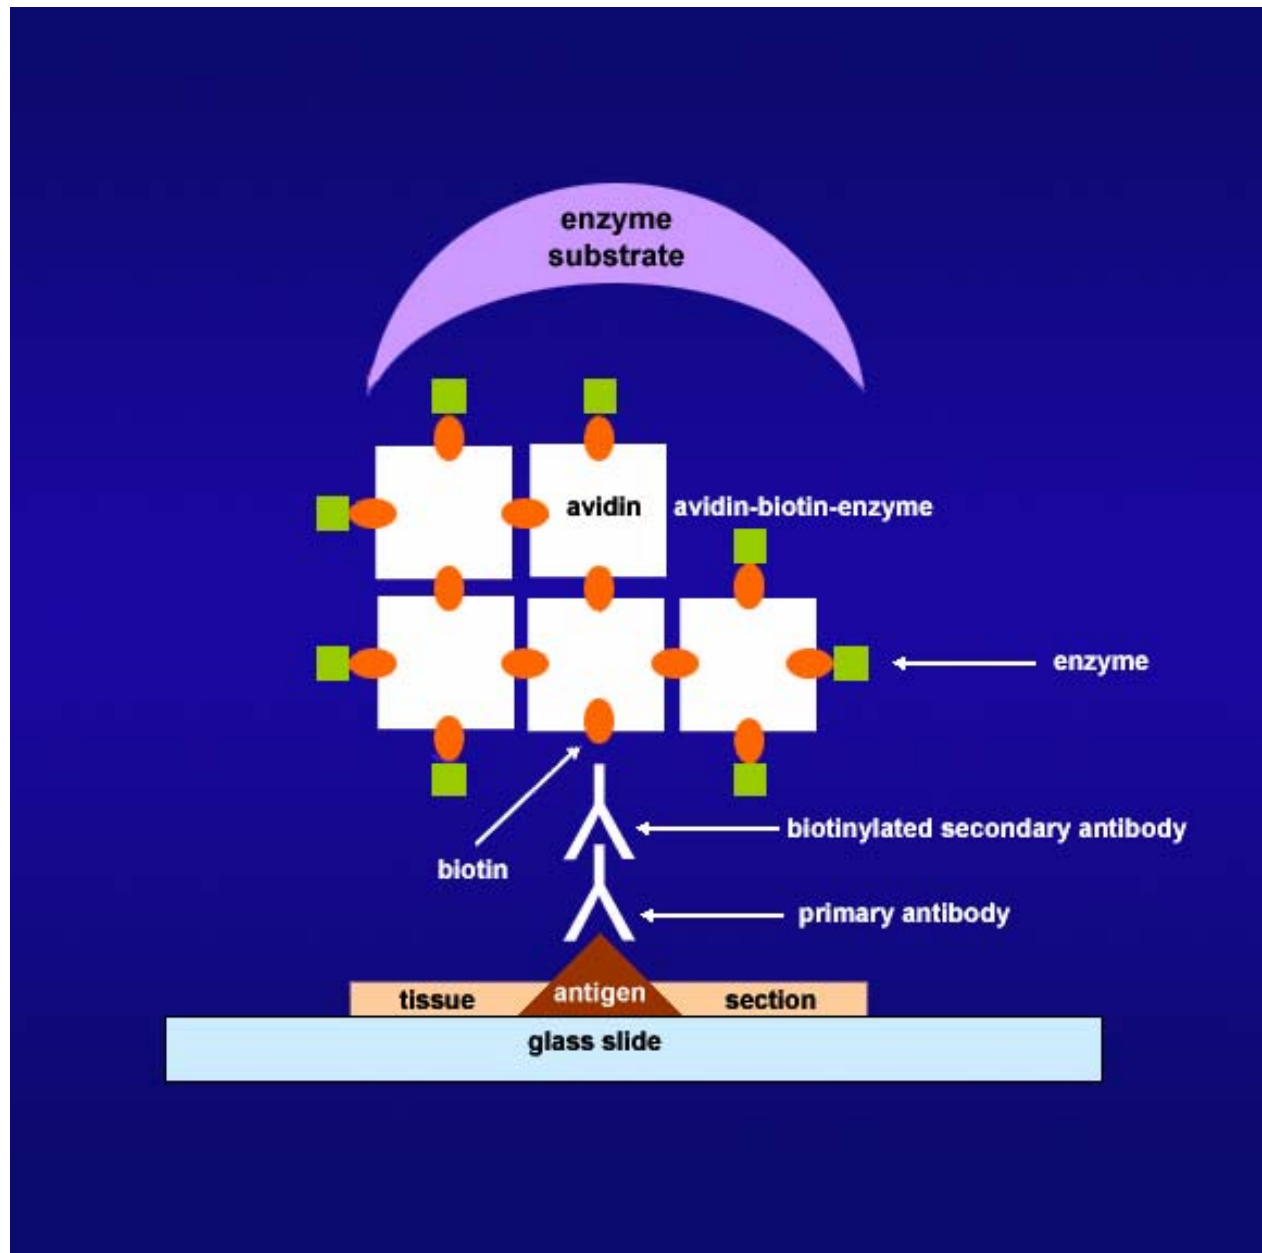 enzyme
substrate
avidin
avidin-biotin-enzyme
enzyme
biotinylated secondary antibody
biotin
primary antibody
tissue
antigen
section
glass slide